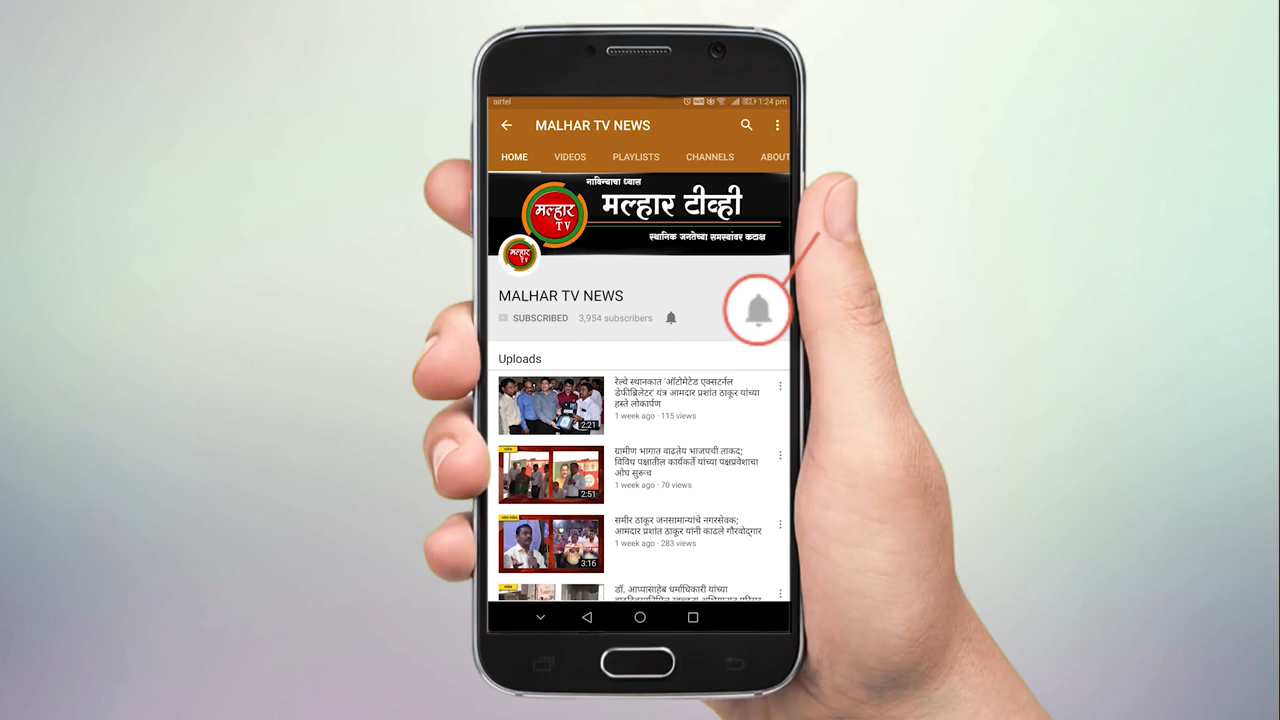 airtel
1:24 pm
MALHAR TV NEWS
HOME VIDEOS PLAYLISTS CHANNELS ABOUT
नाविन्याचा ध्यास
मल्हार टीव्ही
स्थानिक जनतेच्या समस्यांवर कटाक्ष
मल्हार
TV
मल्हार
TV
MALHAR TV NEWS
SUBSCRIBED 3,954 subscribers
Uploads
रेल्वे स्थानकात 'ऑटोमेटेड एक्सटर्नल
डेफीब्रिलेटर' यंत्र आमदार प्रशांत ठाकूर यांच्या
हस्ते लोकार्पण
1 week ago · 115 views
2:21
ग्रामीण भागात वाढतेय भाजपची ताकद;
विविध पक्षातील कार्यकर्ते यांच्या पक्षप्रवेशाचा
ओघ सुरूच
1 week ago · 70 views
2:51
समीर ठाकूर जनसामान्यांचे नगरसेवक;
आमदार प्रशांत ठाकूर यांनी काढले गौरवोद्गार
1 week ago · 283 views
3:16
डॉ. आप्पासाहेब धर्माधिकारी यांच्या